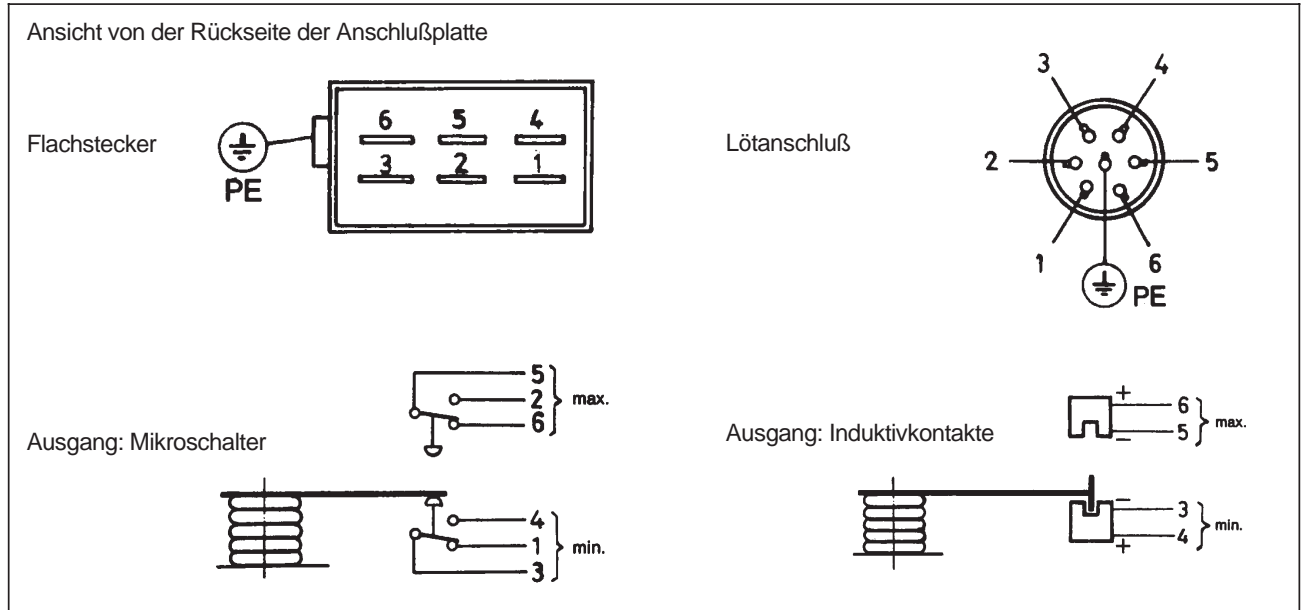 Ansicht von der Rückseite der Anschlußplatte
Flachstecker
PE
6 5 4
3 2 1
Lötanschluß
3 4
2 5
1 6
PE
Ausgang: Mikroschalter
5
2 max.
6
4
1 min.
3
Ausgang: Induktivkontakte
+
6
5 max.
−
−
3
4 min.
+